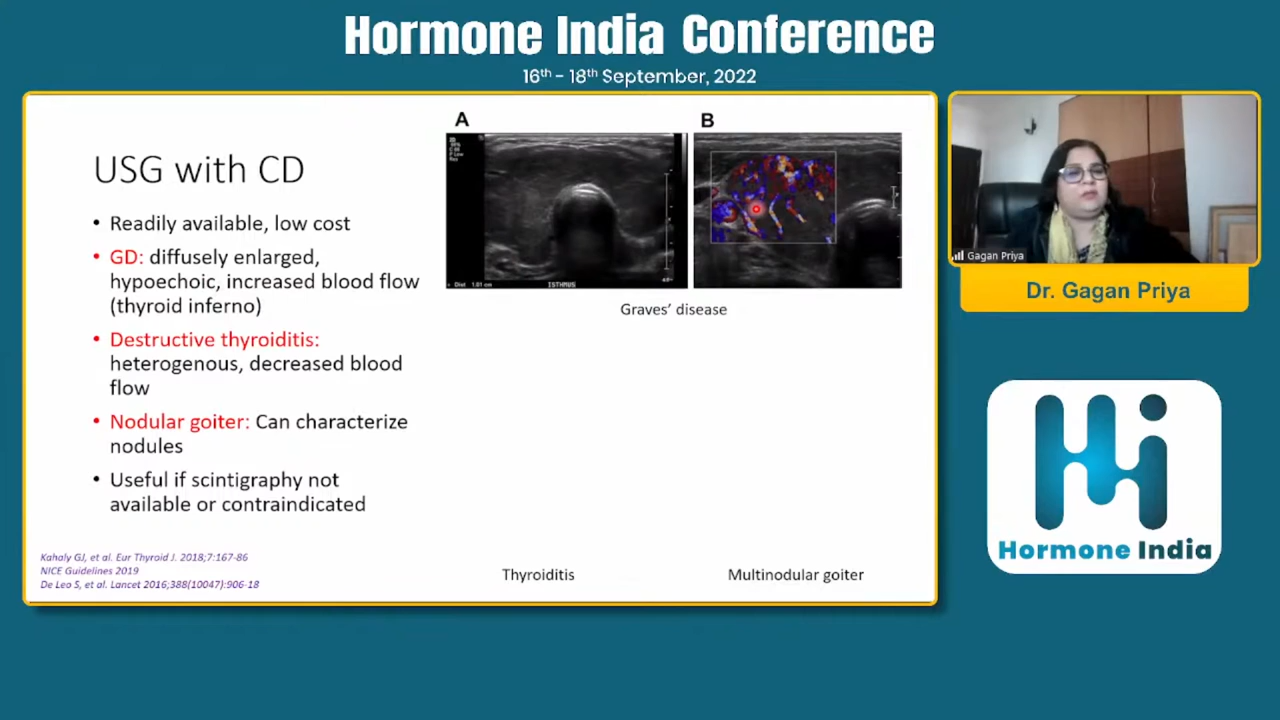 Hormone India Conference
16th - 18th September, 2022
A
B
USG with CD
• Readily available, low cost
• GD: diffusely enlarged,
hypoechoic, increased blood flow
(thyroid inferno)
• Destructive thyroiditis:
heterogenous, decreased blood
flow
• Nodular goiter: Can characterize
nodules
• Useful if scintigraphy not
available or contraindicated
ISTHMUS
Graves' disease
Kahaly GJ, et al. Eur Thyroid J. 2018;7:167-86
NICE Guidelines 2019
De Leo S, et al. Lancet 2016;388(10047):906-18
Thyroiditis
Multinodular goiter
Gagan Priya
Dr. Gagan Priya
Hi
Hormone India